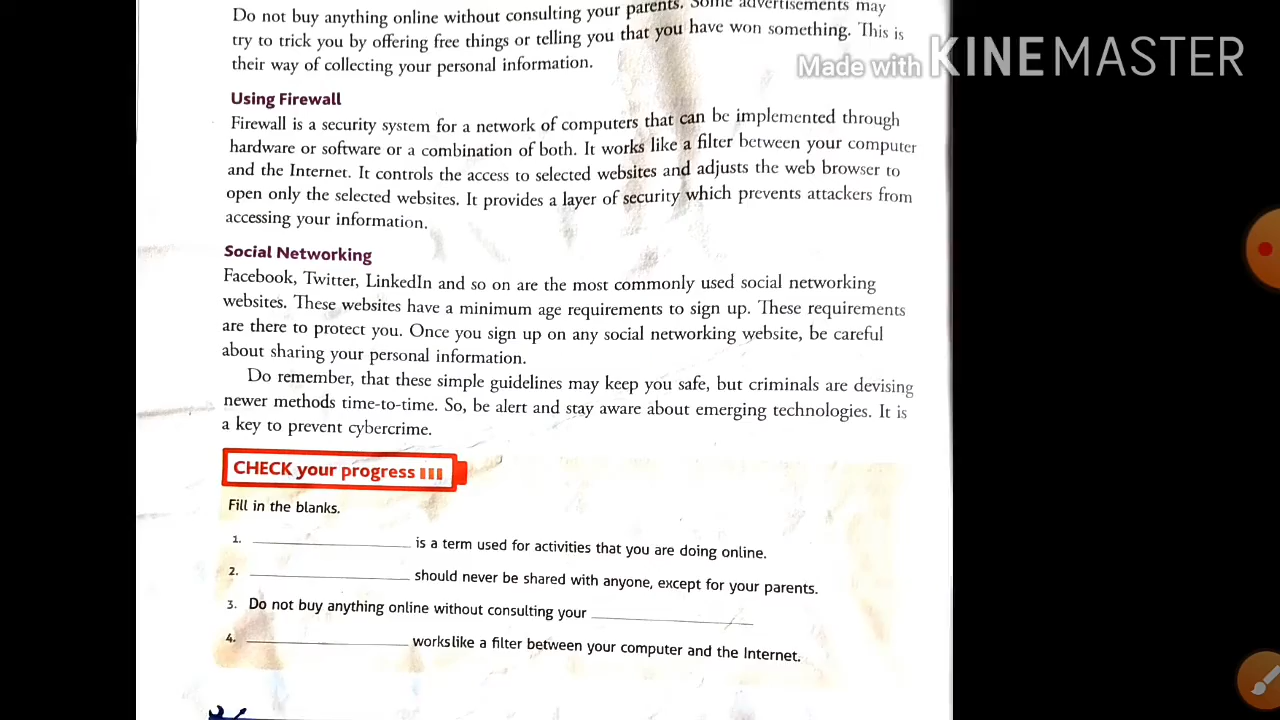 Do not buy anything online without consulting your parents. Some advertisements may
try to trick you by offering free things or telling you that you have won something. This is
their way of collecting your personal information.
Made with KINEMASTER
Using Firewall
Firewall is a security system for a network of computers that can be implemented through
hardware or software or a combination of both. It works like a filter between your computer
and the Internet. It controls the access to selected websites and adjusts the web browser to
open only the selected websites. It provides a layer of security which prevents attackers from
accessing your information.
Social Networking
Facebook, Twitter, LinkedIn and so on are the most commonly used social networking
websites. These websites have a minimum age requirements to sign up. These requirements
are there to protect you. Once you sign up on any social networking website, be careful
about sharing your personal information.
Do remember, that these simple guidelines may keep you safe, but criminals are devising
newer methods time-to-time. So, be alert and stay aware about emerging technologies. It is
a key to prevent cybercrime.
CHECK your progress
Fill in the blanks.
1. ____________ is a term used for activities that you are doing online.
2. ____________ should never be shared with anyone, except for your parents.
3. Do not buy anything online without consulting your ____________
4. ____________ works like a filter between your computer and the Internet.